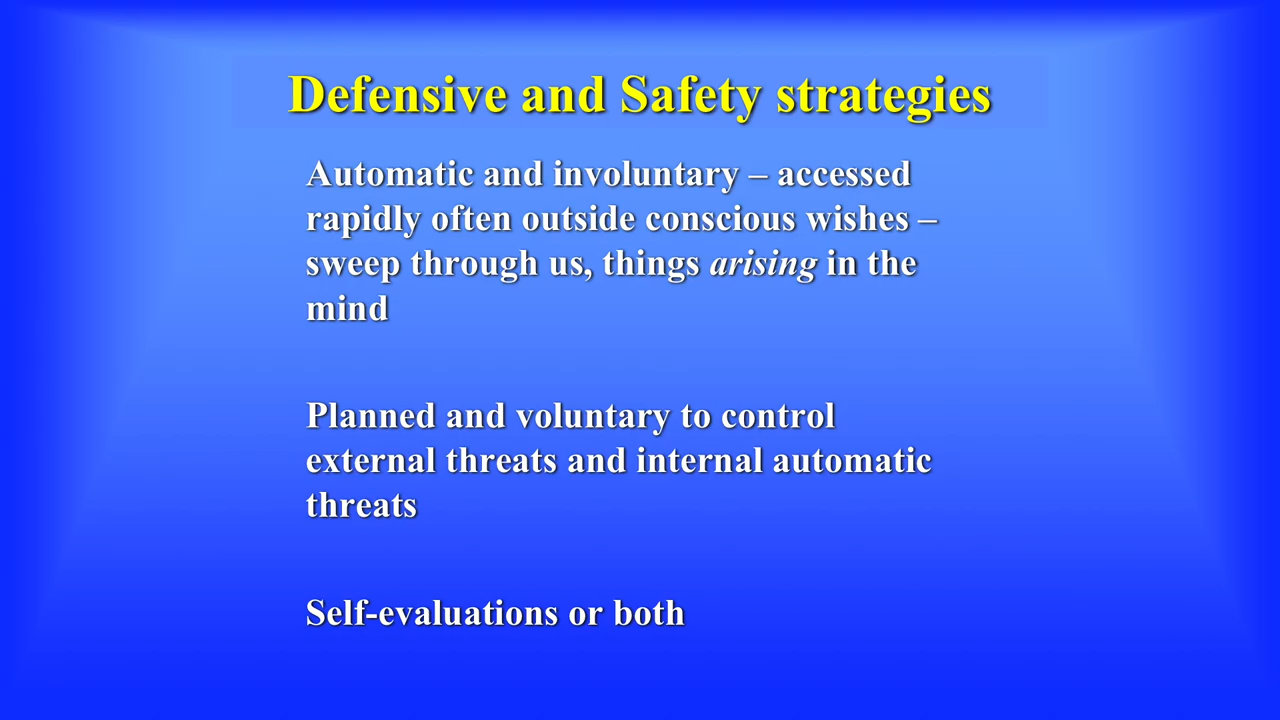 Defensive and Safety strategies
Automatic and involuntary – accessed
rapidly often outside conscious wishes –
sweep through us, things arising in the
mind
Planned and voluntary to control
external threats and internal automatic
threats
Self-evaluations or both